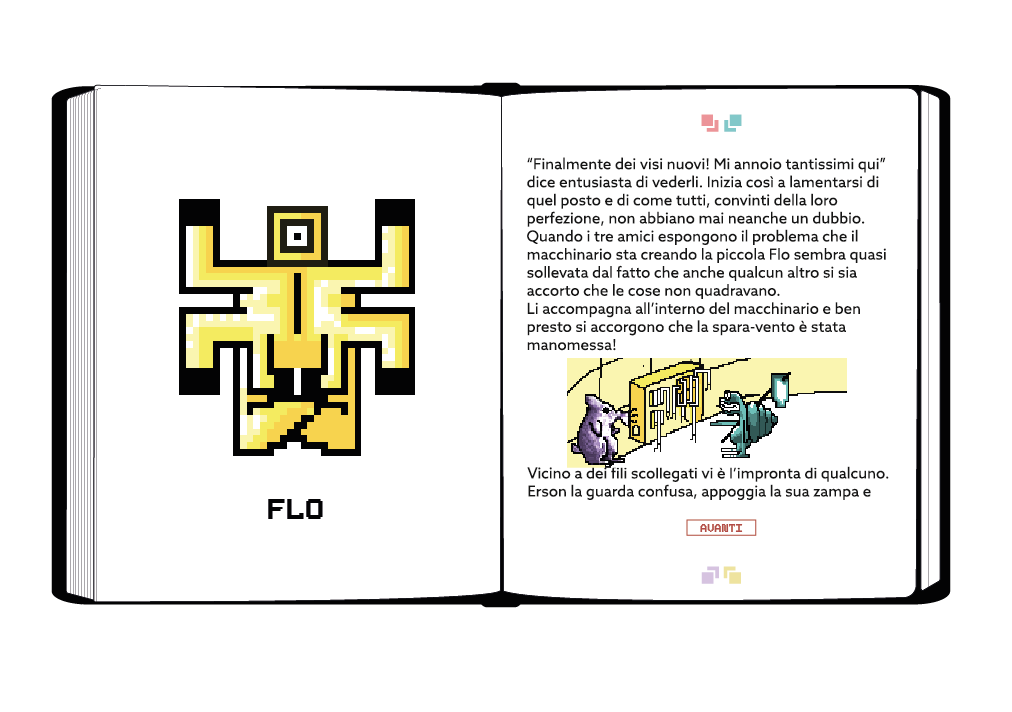 FLO
“Finalmente dei visi nuovi! Mi annoio tantissimi qui”
dice entusiasta di vederli. Inizia così a lamentarsi di
quel posto e di come tutti, convinti della loro
perfezione, non abbiano mai neanche un dubbio.
Quando i tre amici espongono il problema che il
macchinario sta creando la piccola Flo sembra quasi
sollevata dal fatto che anche qualcun altro si sia
accorto che le cose non quadravano.
Li accompagna all’interno del macchinario e ben
presto si accorgono che la spara-vento è stata
manomessa!
Vicino a dei fili scollegati vi è l’impronta di qualcuno.
Erson la guarda confusa, appoggia la sua zampa e
AVANTI